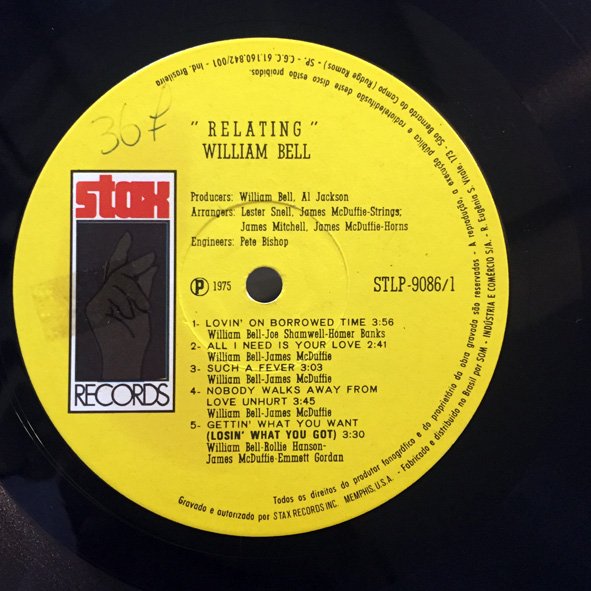 367
" RELATING "
WILLIAM BELL
stax
RECORDS
Producers: William Bell, Al Jackson
Arrangers: Lester Snell, James McDuffie-Strings;
James Mitchell, James McDuffie-Horns
Engineers: Pete Bishop
P 1975
STLP-9086/1
1- LOVIN' ON BORROWED TIME 3:56
William Bell-Joe Shamwell-Homer Banks
2- ALL I NEED IS YOUR LOVE 2:41
William Bell-James McDuffie
3- SUCH A FEVER 3:03
William Bell-James McDuffie
4- NOBODY WALKS AWAY FROM
LOVE UNHURT 3:45
William Bell-James McDuffie
5- GETTIN' WHAT YOU WANT
(LOSIN' WHAT YOU GOT) 3:30
William Bell-Rollie Hanson-
James McDuffie-Emmett Gordan
Todos os direitos do produtor fonográfico e do proprietário da obra gravada são reservados - A reprodução, a execução pública e radioteledifusão deste disco estão proibidos.
Gravado e autorizado por STAX RECORDS INC. MEMPHIS, U.S.A. - Fabricado e distribuido no Brasil por SOM - INDÚSTRIA E COMÉRCIO S/A. - R. Eugênia S. Vitale, 173 - São Bernardo do Campo (Rudge Ramos) - SP. - C.G.C. 61.160.842/001 - Ind. Brasileira